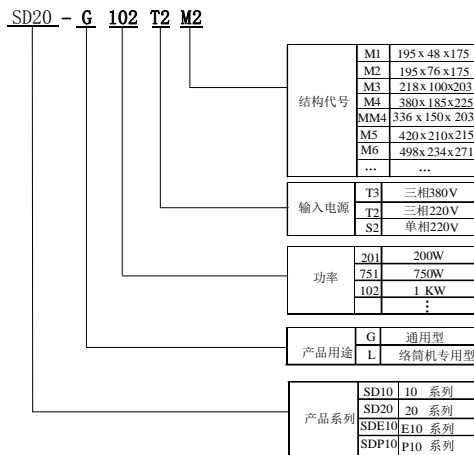 SD20 - G 102 T2 M2
结构代号
M1 195 x 48 x175
M2 195x76 x175
M3 218x100x203
M4 380x185x225
MM4 336 x 150x 203
M5 420x210x215
M6 498x234x271
... ...
输入电源
T3 三相380V
T2 三相220V
S2 单相220V
功率
201 200W
751 750W
102 1 KW
⋮
产品用途
G 通用型
L 络筒机专用型
产品系列
SD10 10 系列
SD20 20 系列
SDE10 E10 系列
SDP10 P10 系列